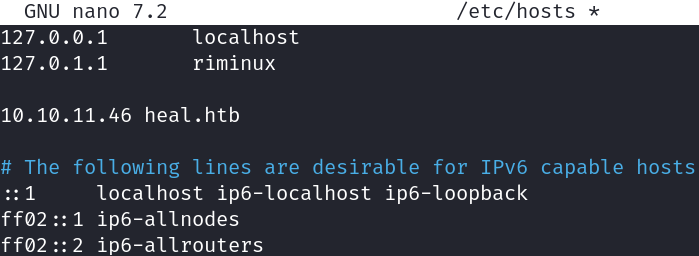 GNU nano 7.2 /etc/hosts *
127.0.0.1 localhost
127.0.1.1 riminux
10.10.11.46 heal.htb
# The following lines are desirable for IPv6 capable hosts
::1 localhost ip6-localhost ip6-loopback
ff02::1 ip6-allnodes
ff02::2 ip6-allrouters